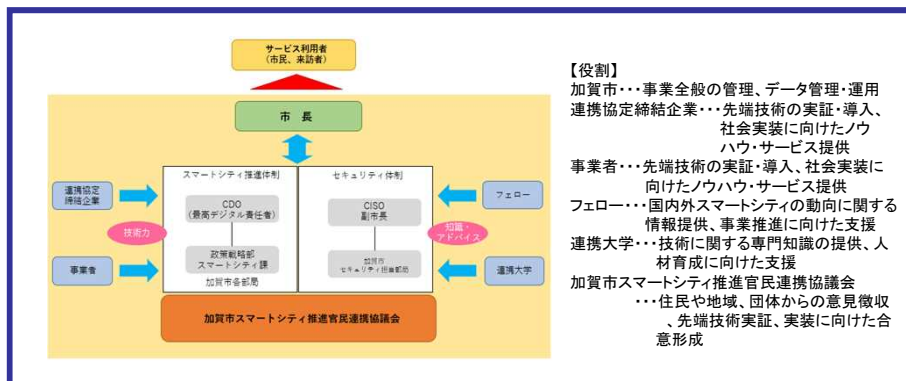 サービス利用者
(市民、来訪者)
市 長
スマートシティ推進体制
セキュリティ体制
連携協定
締結企業
CDO
(最高デジタル責任者)
CISO
副市長
フェロー
技術力
知識・
アドバイス
事業者
政策戦略部
スマートシティ課
加賀市各部局
加賀市
セキュリティ担当部局
連携大学
加賀市スマートシティ推進官民連携協議会
【役割】
加賀市・・・事業全般の管理、データ管理・運用
連携協定締結企業・・・先端技術の実証・導入、
社会実装に向けたノウ
ハウ・サービス提供
事業者・・・先端技術の実証・導入、社会実装に
向けたノウハウ・サービス提供
フェロー・・・国内外スマートシティの動向に関する
情報提供、事業推進に向けた支援
連携大学・・・技術に関する専門知識の提供、人
材育成に向けた支援
加賀市スマートシティ推進官民連携協議会
・・・住民や地域、団体からの意見徴収
、先端技術実証、実装に向けた合
意形成